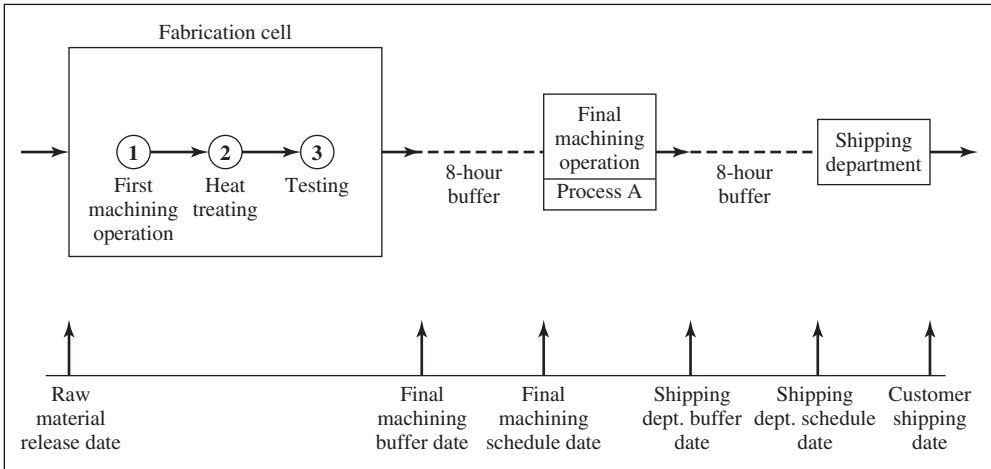 Fabrication cell
1
2
3
First
machining
operation
Heat
treating
Testing
8-hour
buffer
Final
machining
operation
Process A
8-hour
buffer
Shipping
department
Raw
material
release date
Final
machining
buffer date
Final
machining
schedule date
Shipping
dept. buffer
date
Shipping
dept. schedule
date
Customer
shipping
date